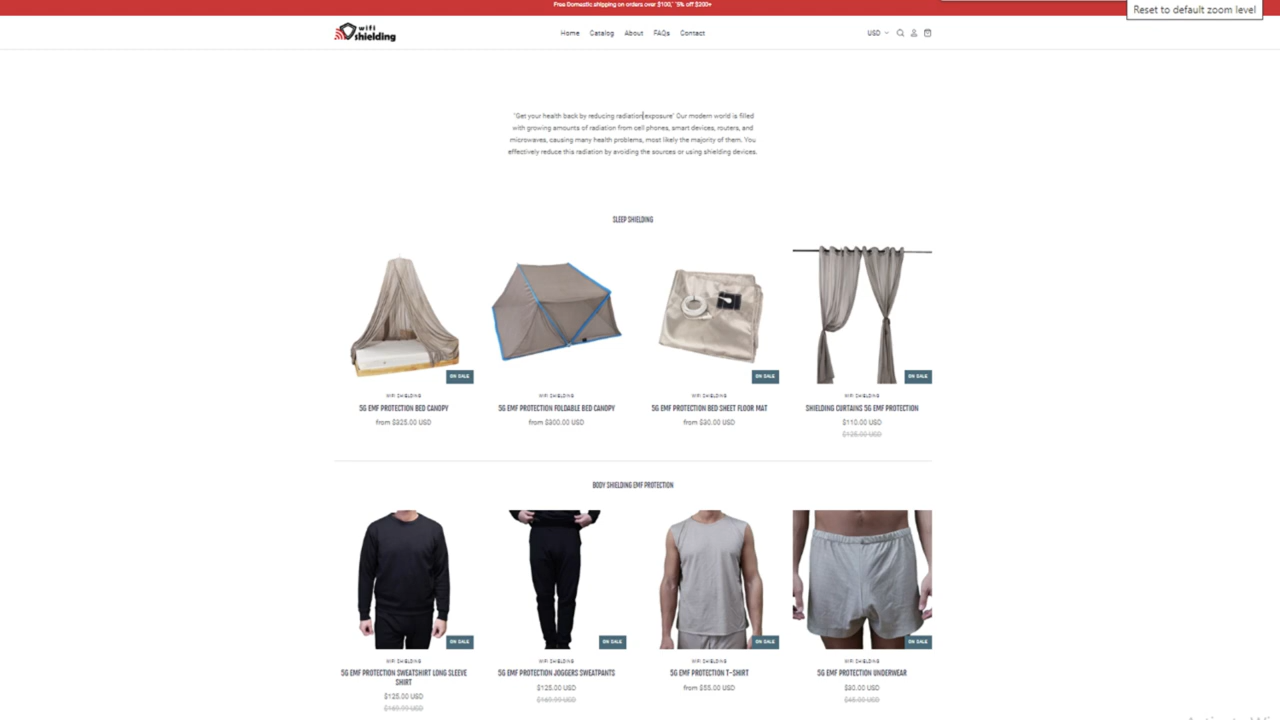 Free Domestic shipping on orders over $100," "5% off $200+
Reset to default zoom level
wifi
shielding
Home Catalog About FAQs Contact
USD
"Get your health back by reducing radiation exposure" Our modern world is filled
with growing amounts of radiation from cell phones, smart devices, routers, and
microwaves, causing many health problems, most likely the majority of them. You
effectively reduce this radiation by avoiding the sources or using shielding devices.
SLEEP SHIELDING
ON SALE ON SALE ON SALE
WIFI SHIELDING WIFI SHIELDING WIFI SHIELDING WIFI SHIELDING
5G EMF PROTECTION BED CANOPY 5G EMF PROTECTION FOLDABLE BED CANOPY 5G EMF PROTECTION BED SHEET FLOOR MAT SHIELDING CURTAINS 5G EMF PROTECTION
from $325.00 USD from $300.00 USD from $30.00 USD $110.00 USD
$125.00 USD
BODY SHIELDING EMF PROTECTION
ON SALE ON SALE ON SALE ON SALE
WIFI SHIELDING WIFI SHIELDING WIFI SHIELDING WIFI SHIELDING
5G EMF PROTECTION SWEATSHIRT LONG SLEEVE 5G EMF PROTECTION JOGGERS SWEATPANTS 5G EMF PROTECTION T-SHIRT 5G EMF PROTECTION UNDERWEAR
SHIRT
$125.00 USD from $55.00 USD $30.00 USD
$125.00 USD
$169.99 USD $45.00 USD
$169.99 USD